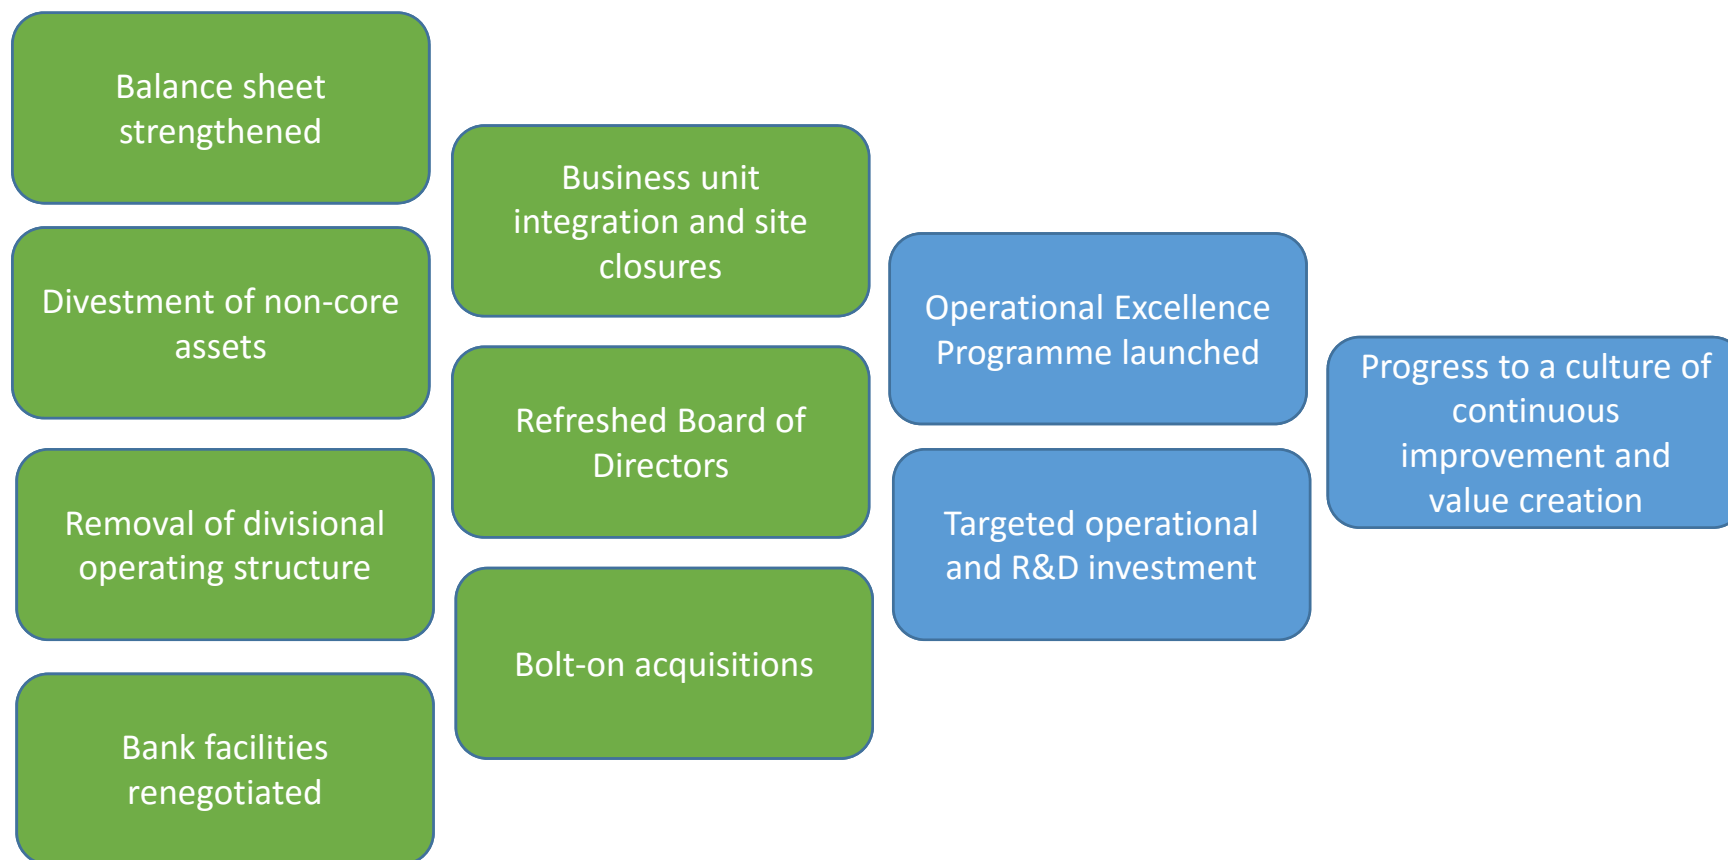 Balance sheet
strengthened
Divestment of non-core
assets
Removal of divisional
operating structure
Bank facilities
renegotiated
Business unit
integration and site
closures
Refreshed Board of
Directors
Bolt-on acquisitions
Operational Excellence
Programme launched
Targeted operational
and R&D investment
Progress to a culture of
continuous
improvement and
value creation